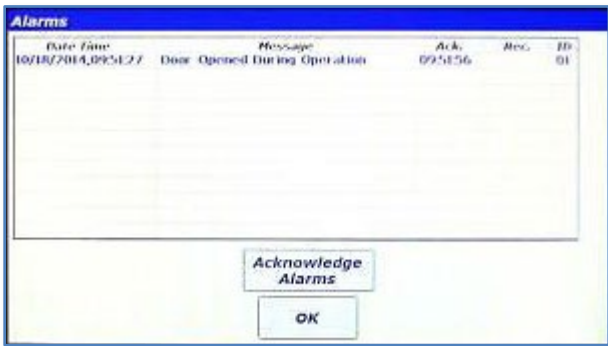 Alarms
Date Time Message Ack. Rec. ID
10/18/2014,09:51:27 Door Opened During Operation 09:51:56 01
Acknowledge
Alarms
OK